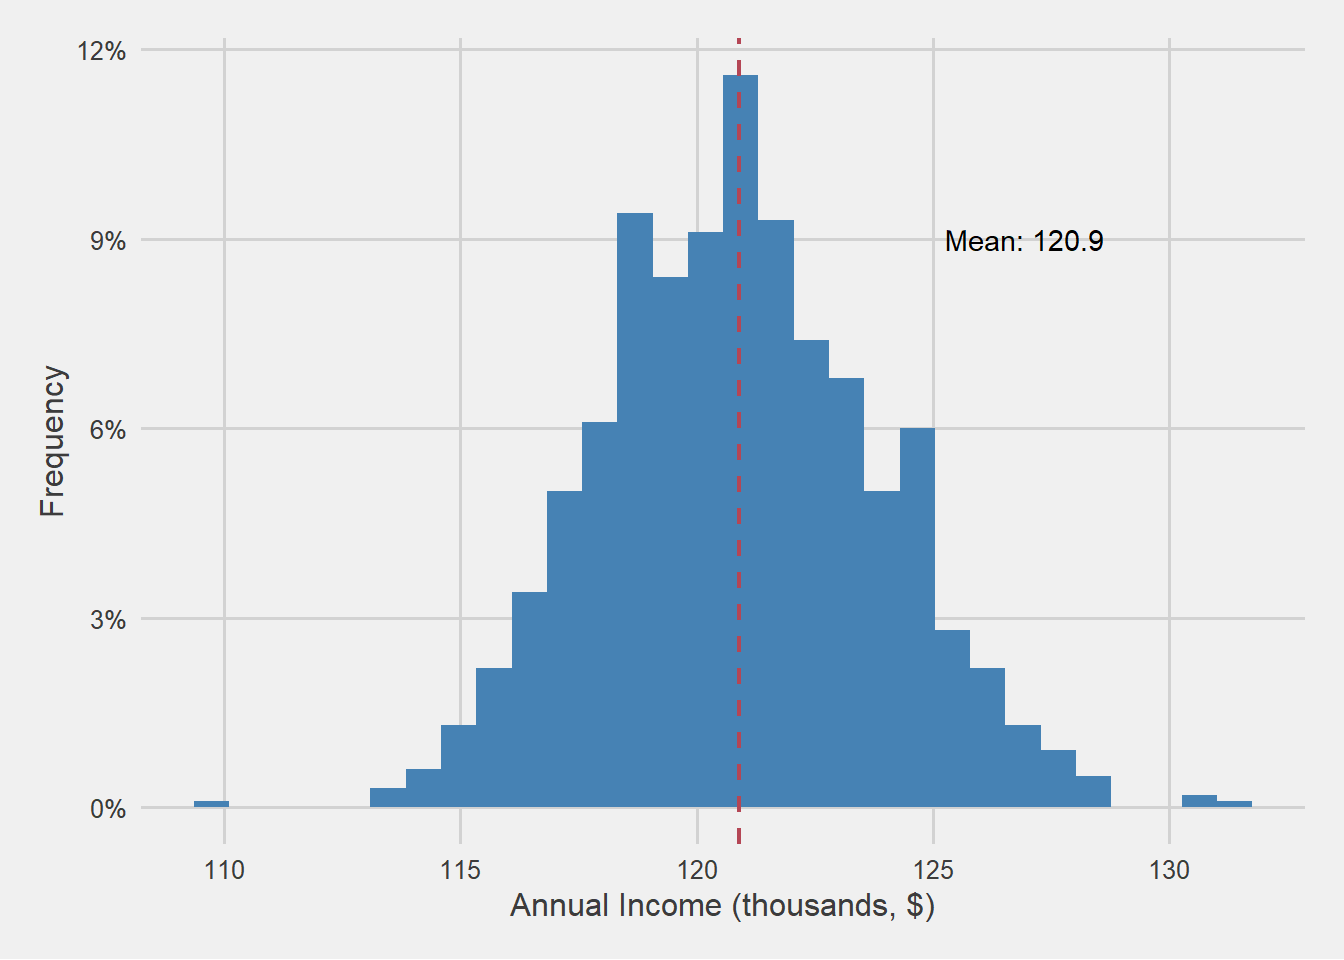 12%
9%
6%
3%
0%
Frequency
Mean: 120.9
110 115 120 125 130
Annual Income (thousands, $)